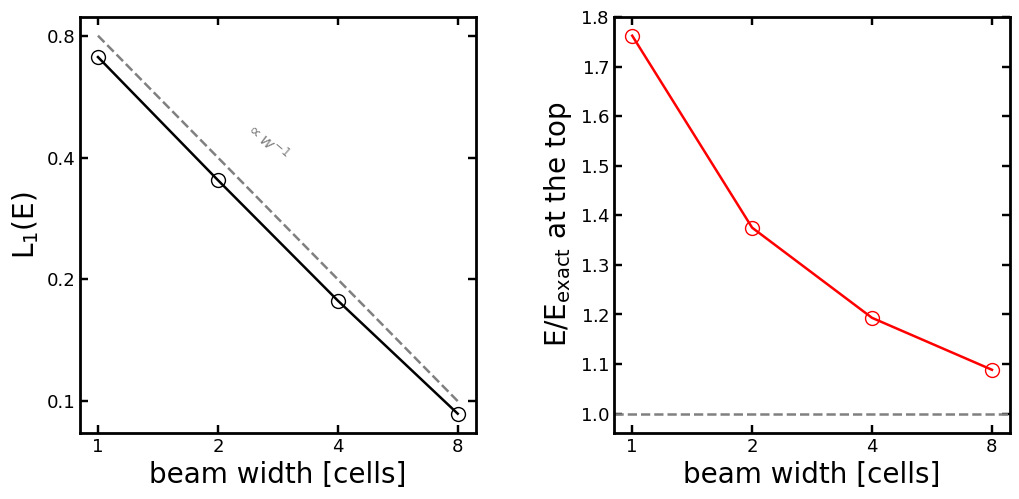 L₁(E)
0.8
0.4
0.2
0.1
∝ w⁻¹
1 2 4 8
beam width [cells]
E/E_exact at the top
1.8
1.7
1.6
1.5
1.4
1.3
1.2
1.1
1.0
1 2 4 8
beam width [cells]